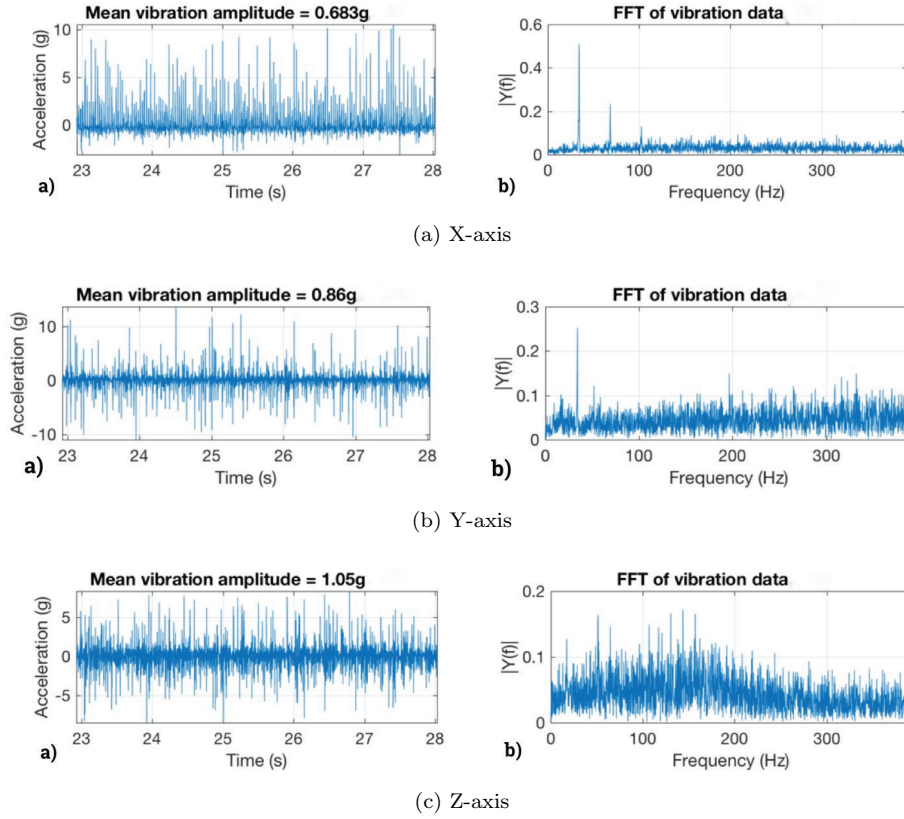 Mean vibration amplitude = 0.683g
10
5
0
Acceleration (g)
23 24 25 26 27 28
Time (s)
a)
FFT of vibration data
0.6
0.4
0.2
0
|Y(f)|
0 100 200 300
Frequency (Hz)
b)
(a) X-axis
Mean vibration amplitude = 0.86g
10
0
-10
Acceleration (g)
23 24 25 26 27 28
Time (s)
a)
FFT of vibration data
0.3
0.2
0.1
0
|Y(f)|
0 100 200 300
Frequency (Hz)
b)
(b) Y-axis
Mean vibration amplitude = 1.05g
5
0
-5
Acceleration (g)
23 24 25 26 27 28
Time (s)
a)
FFT of vibration data
0.2
0.1
0
|Y(f)|
0 100 200 300
Frequency (Hz)
b)
(c) Z-axis